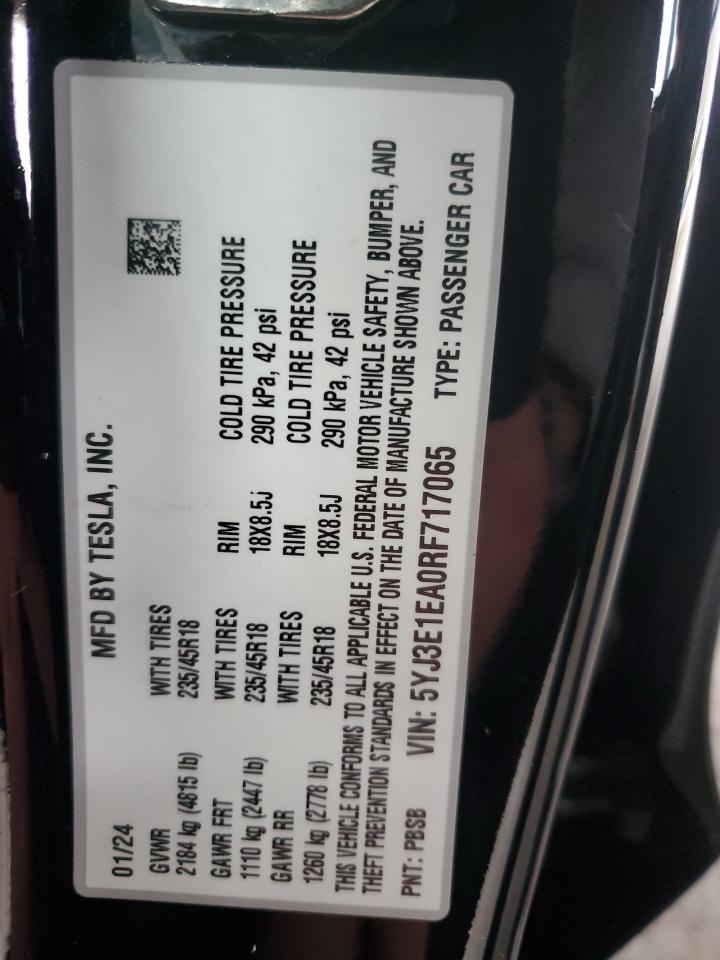 MFD BY TESLA, INC.
01/24
GVWR WITH TIRES
2184 kg (4815 lb) 235/45R18
GAWR FRT WITH TIRES RIM COLD TIRE PRESSURE
1110 kg (2447 lb) 235/45R18 18X8.5J 290 kPa, 42 psi
GAWR RR WITH TIRES RIM COLD TIRE PRESSURE
1260 kg (2778 lb) 235/45R18 18X8.5J 290 kPa, 42 psi
THIS VEHICLE CONFORMS TO ALL APPLICABLE U.S. FEDERAL MOTOR VEHICLE SAFETY, BUMPER, AND
THEFT PREVENTION STANDARDS IN EFFECT ON THE DATE OF MANUFACTURE SHOWN ABOVE.
PNT: PBSB VIN: 5YJ3E1EA0RF717065 TYPE: PASSENGER CAR